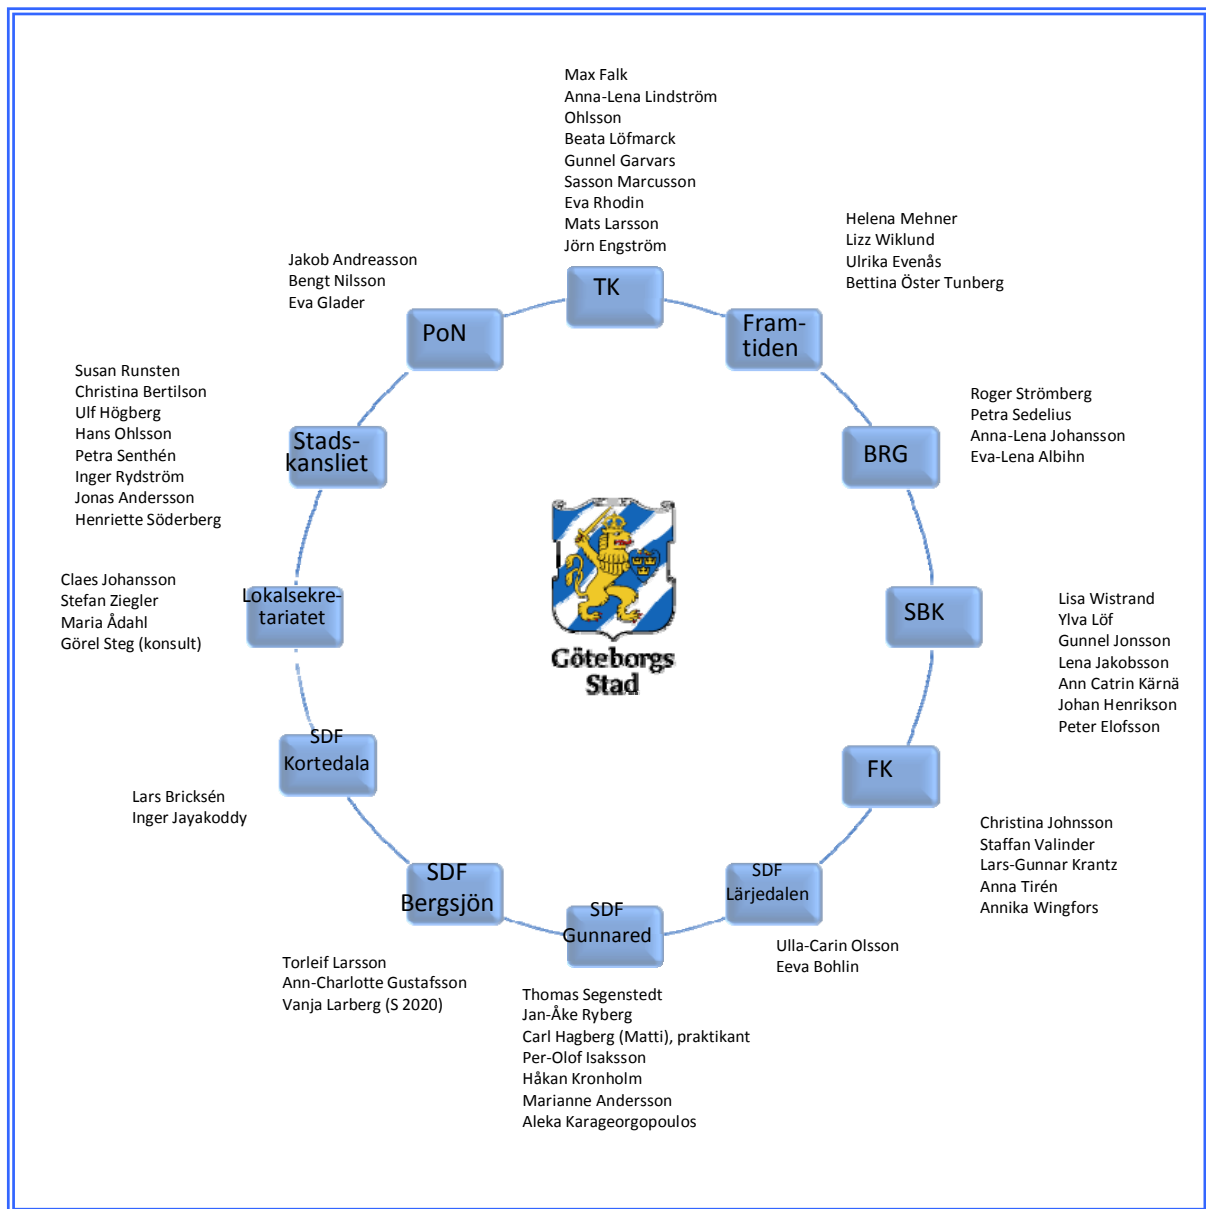 Max Falk
Anna-Lena Lindström
Ohlsson
Beata Löfmarck
Gunnel Garvars
Sasson Marcusson
Eva Rhodin
Mats Larsson
Jörn Engström
TK
Helena Mehner
Lizz Wiklund
Ulrika Evenås
Bettina Öster Tunberg
Fram-
tiden
Roger Strömberg
Petra Sedelius
Anna-Lena Johansson
Eva-Lena Albihn
BRG
Lisa Wistrand
Ylva Löf
Gunnel Jonsson
Lena Jakobsson
Ann Catrin Kärnä
Johan Henrikson
Peter Elofsson
SBK
FK
Christina Johnsson
Staffan Valinder
Lars-Gunnar Krantz
Anna Tirén
Annika Wingfors
SDF
Lärjedalen
Ulla-Carin Olsson
Eeva Bohlin
SDF
Gunnared
Thomas Segenstedt
Jan-Åke Ryberg
Carl Hagberg (Matti), praktikant
Per-Olof Isaksson
Håkan Kronholm
Marianne Andersson
Aleka Karageorgopoulos
SDF
Bergsjön
Torleif Larsson
Ann-Charlotte Gustafsson
Vanja Larberg (S 2020)
SDF
Kortedala
Lars Bricksén
Inger Jayakoddy
Lokalsekre-
tariatet
Claes Johansson
Stefan Ziegler
Maria Ådahl
Görel Steg (konsult)
Stads-
kansliet
Susan Runsten
Christina Bertilson
Ulf Högberg
Hans Ohlsson
Petra Senthén
Inger Rydström
Jonas Andersson
Henriette Söderberg
PoN
Jakob Andreasson
Bengt Nilsson
Eva Glader
Göteborgs
Stad